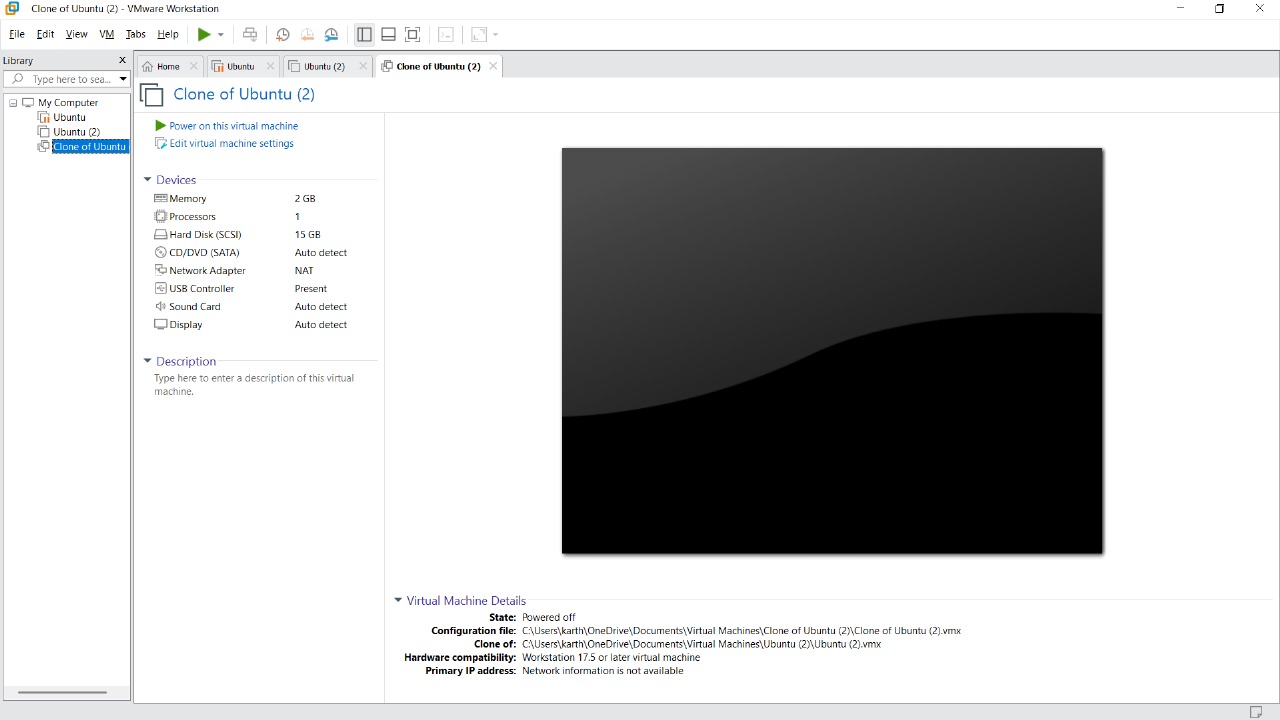 Clone of Ubuntu (2) - VMware Workstation
File Edit View VM Tabs Help
Library
Type here to sea...
My Computer
Ubuntu
Ubuntu (2)
Clone of Ubuntu
Home Ubuntu Ubuntu (2) Clone of Ubuntu (2)
Clone of Ubuntu (2)
Power on this virtual machine
Edit virtual machine settings
Devices
Memory 2 GB
Processors 1
Hard Disk (SCSI) 15 GB
CD/DVD (SATA) Auto detect
Network Adapter NAT
USB Controller Present
Sound Card Auto detect
Display Auto detect
Description
Type here to enter a description of this virtual
machine.
Virtual Machine Details
State: Powered off
Configuration file: C:\Users\karth\OneDrive\Documents\Virtual Machines\Clone of Ubuntu (2)\Clone of Ubuntu (2).vmx
Clone of: C:\Users\karth\OneDrive\Documents\Virtual Machines\Ubuntu (2)\Ubuntu (2).vmx
Hardware compatibility: Workstation 17.5 or later virtual machine
Primary IP address: Network information is not available